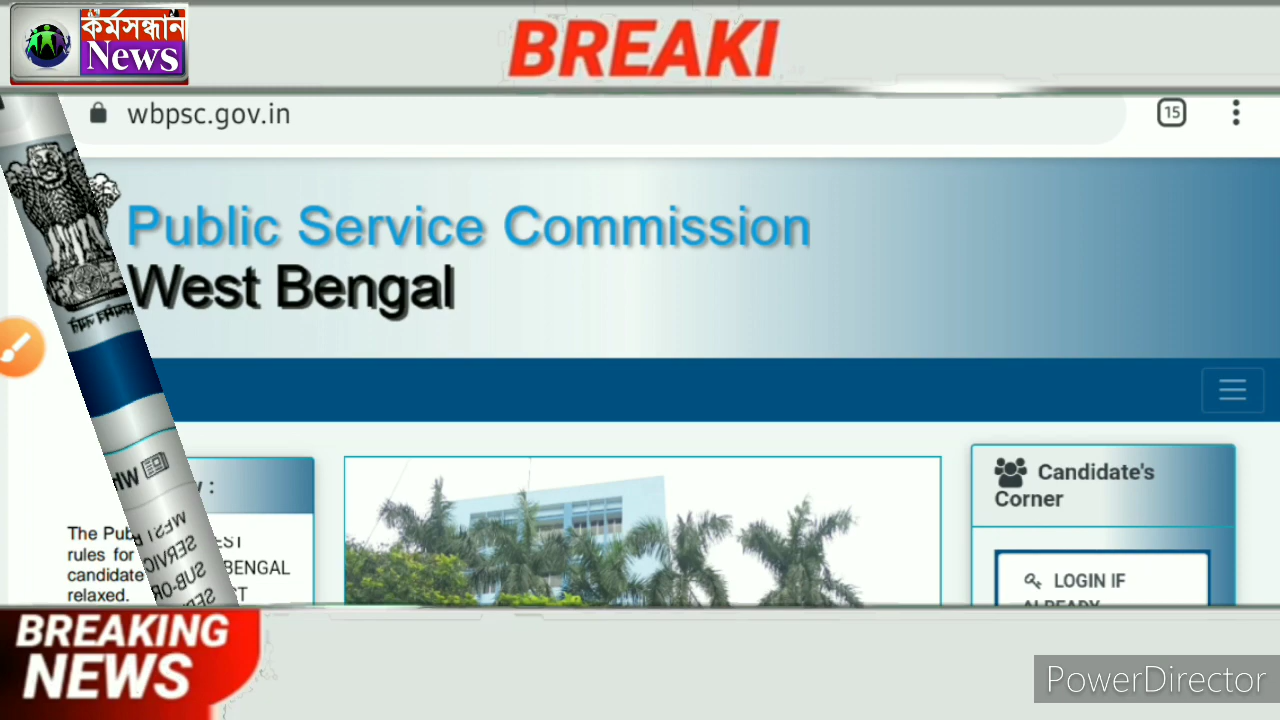 কর্মসন্ধান
News
BREAKI
wbpsc.gov.in
15
Public Service Commission
West Bengal
Candidate's
Corner
The Pub
rules for
candidate
relaxed.
BENGAL
LOGIN IF
ALREADY
BREAKING
NEWS
PowerDirector